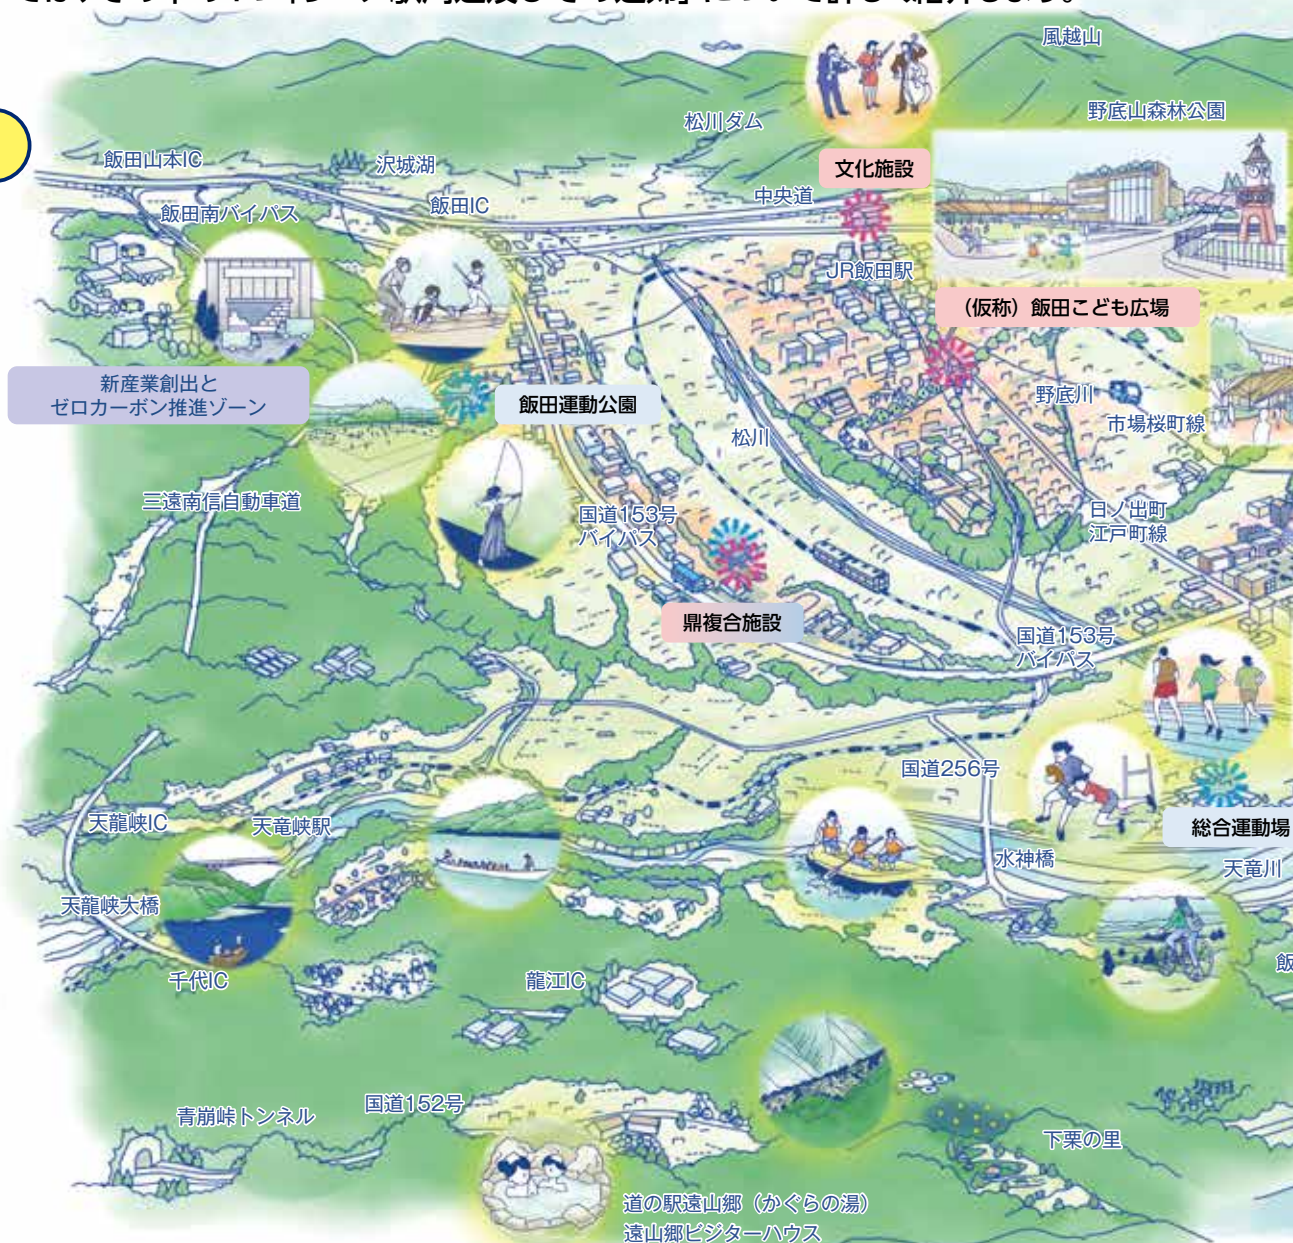 風越山
松川ダム
野底山森林公園
飯田山本IC
沢城湖
文化施設
中央道
飯田南バイパス
飯田IC
JR飯田駅
（仮称）飯田こども広場
新産業創出と
ゼロカーボン推進ゾーン
飯田運動公園
野底川
市場桜町線
松川
三遠南信自動車道
国道153号
バイパス
日ノ出町
江戸町線
鼎複合施設
国道153号
バイパス
国道256号
天龍峡IC
天竜峡駅
総合運動場
水神橋
天竜川
天龍峡大橋
飯
千代IC
龍江IC
国道152号
青崩峠トンネル
下栗の里
道の駅遠山郷（かぐらの湯）
遠山郷ビジターハウス